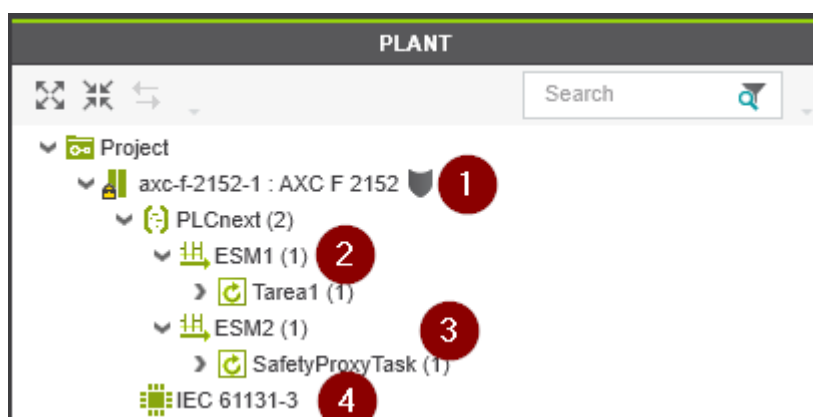 PLANT
Search
Project
axc-f-2152-1 : AXC F 2152 1
PLCnext (2)
ESM1 (1) 2
Tarea1 (1)
ESM2 (1) 3
SafetyProxyTask (1)
IEC 61131-3 4